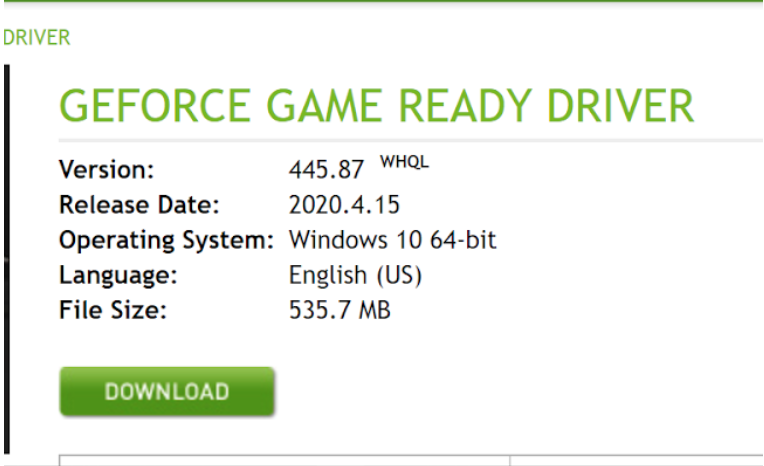 DRIVER
GEFORCE GAME READY DRIVER
Version: 445.87 WHQL
Release Date: 2020.4.15
Operating System: Windows 10 64-bit
Language: English (US)
File Size: 535.7 MB
DOWNLOAD